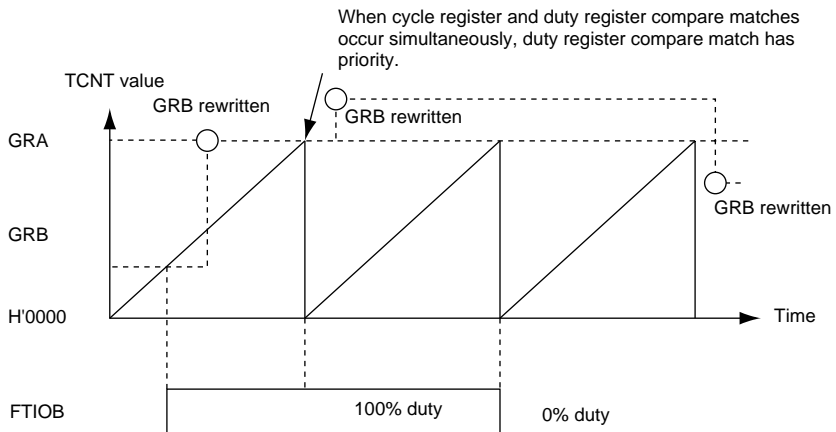 When cycle register and duty register compare matches
occur simultaneously, duty register compare match has
priority.
TCNT value
GRB rewritten
GRB rewritten
GRA
GRB rewritten
GRB
H'0000
Time
FTIOB
100% duty
0% duty